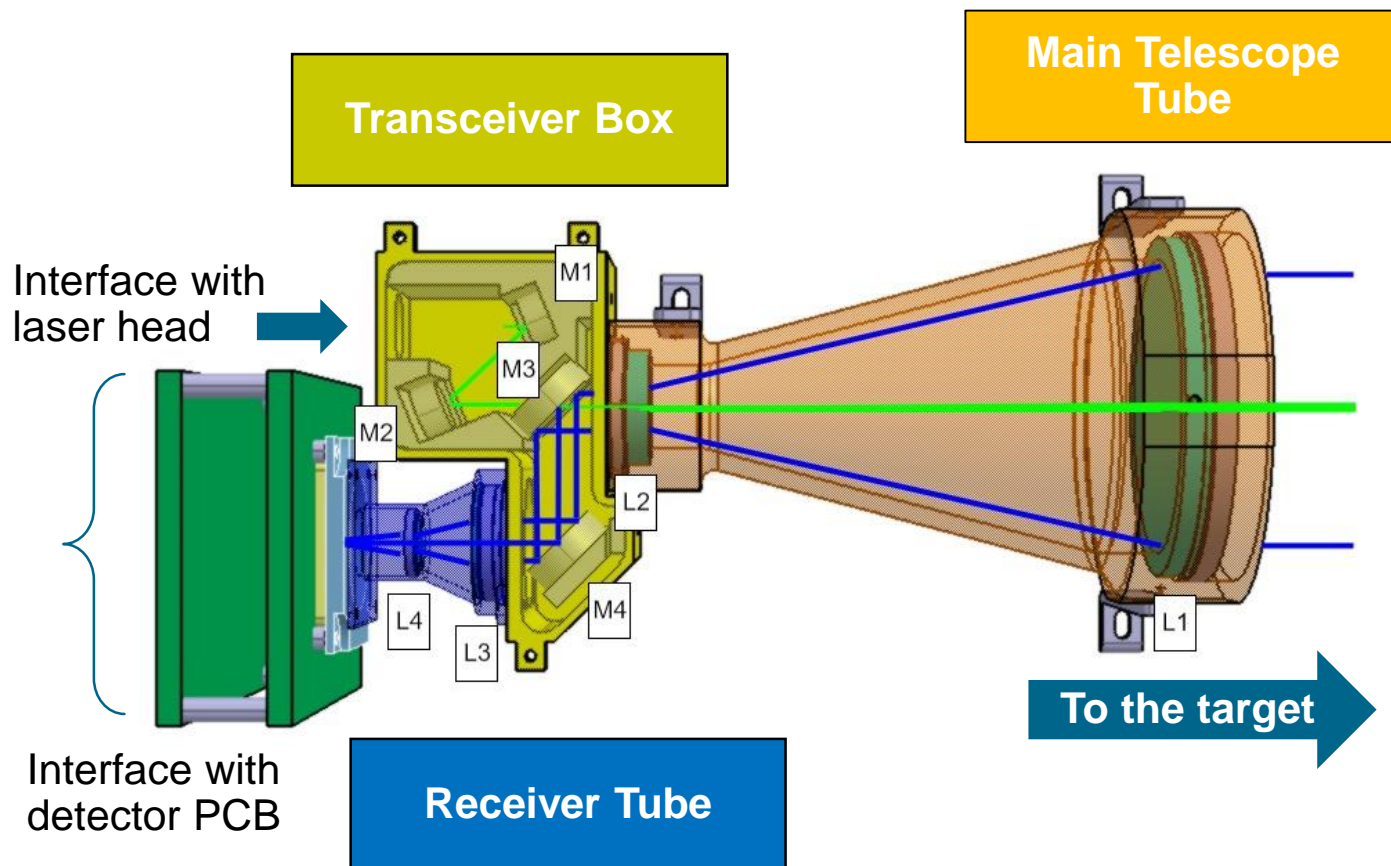 Main Telescope
Tube
Transceiver Box
Interface with
laser head
M1
M3
M2
L2
L4
L3
M4
L1
To the target
Interface with
detector PCB
Receiver Tube